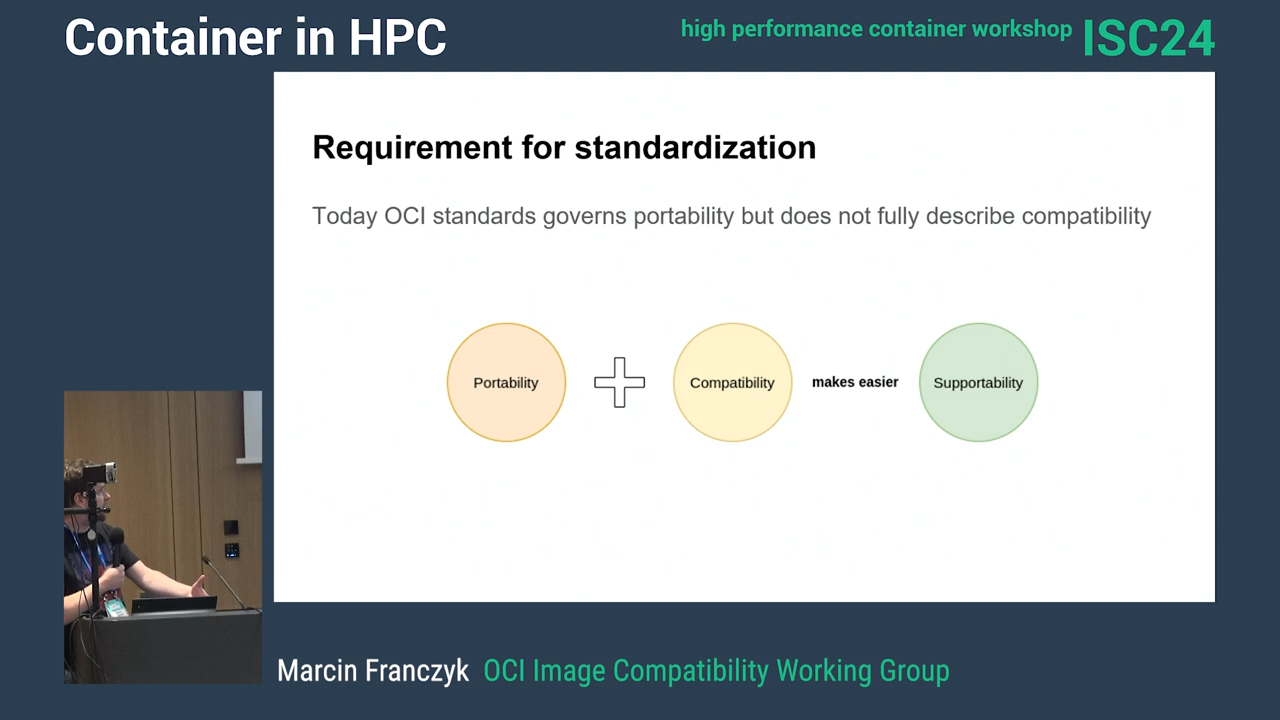 Container in HPC
high performance container workshop ISC24
Requirement for standardization
Today OCI standards governs portability but does not fully describe compatibility
Portability
Compatibility
makes easier
Supportability
Marcin Franczyk OCI Image Compatibility Working Group